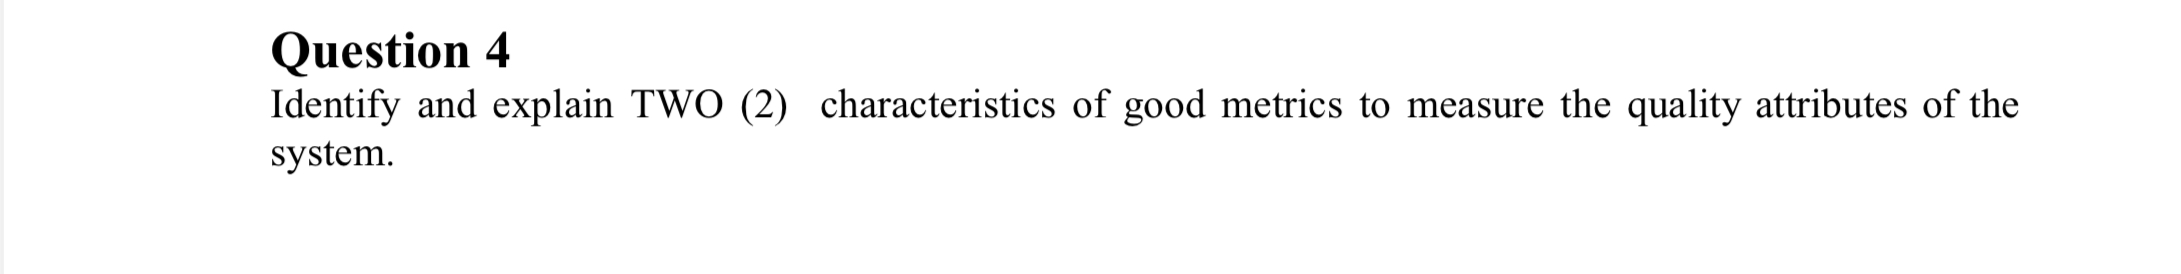 Question 4
Identify and explain TWO (2) characteristics of good metrics to measure the quality attributes of the
system.